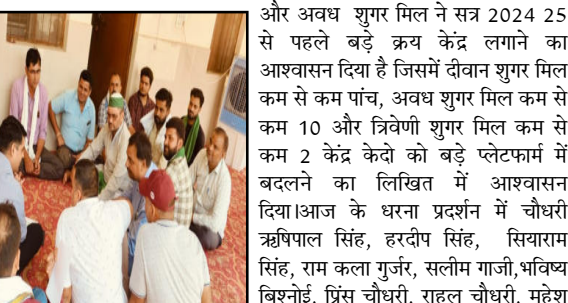 और अवध शुगर मिल ने सत्र 2024 25
से पहले बड़े क्रय केंद्र लगाने का
आश्वासन दिया है जिसमें दीवान शुगर मिल
कम से कम पांच, अवध शुगर मिल कम से
कम 10 और त्रिवेणी शुगर मिल कम से
कम 2 केंद्र केदो को बड़े प्लेटफार्म में
बदलने का लिखित में आश्वासन
दिया।आज के धरना प्रदर्शन में चौधरी
ऋषिपाल सिंह, हरदीप सिंह, सियाराम
सिंह, राम कला गुर्जर, सलीम गाजी,भविष्य
बिश्नोई, प्रिंस चौधरी, राहुल चौधरी, महेश